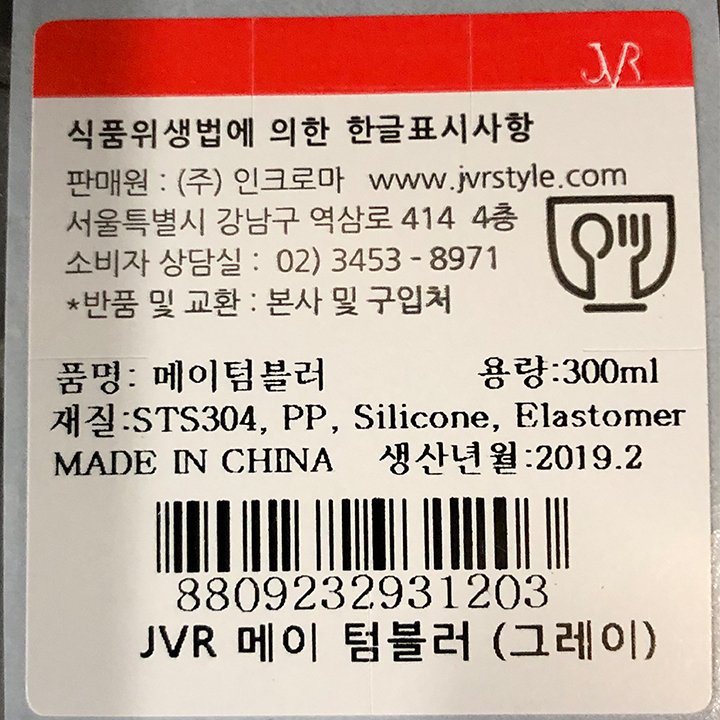 JVR
식품위생법에 의한 한글표시사항
판매원 : (주) 인크로마 www.jvrstyle.com
서울특별시 강남구 역삼로 414 4층
소비자 상담실 : 02) 3453 - 8971
*반품 및 교환 : 본사 및 구입처
품명: 메이텀블러 용량:300ml
재질:STS304, PP, Silicone, Elastomer
MADE IN CHINA 생산년월:2019.2
8809232931203
JVR 메이 텀블러 (그레이)